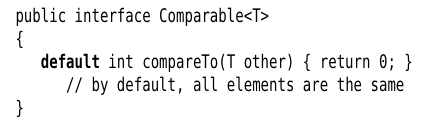 public interface Comparable<T>
{
   default int compareTo(T other) { return 0; }
      // by default, all elements are the same
}